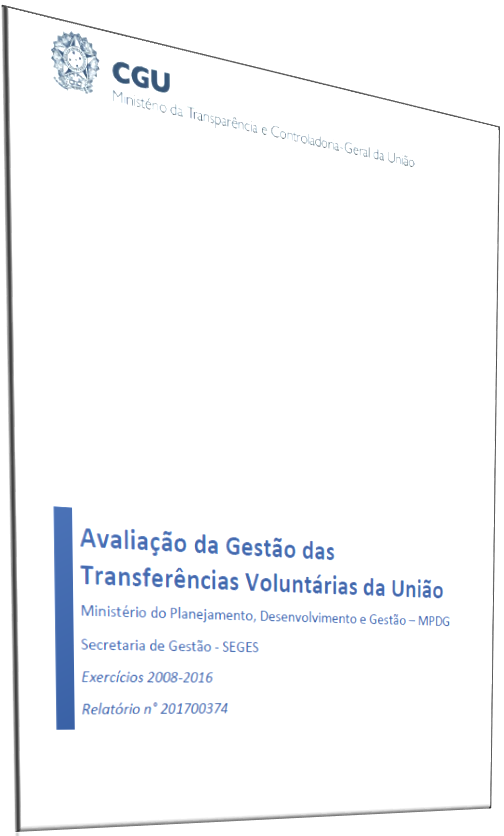 CGU
Ministério da Transparência e Controladoria-Geral da União
Avaliação da Gestão das
Transferências Voluntárias da União
Ministério do Planejamento, Desenvolvimento e Gestão – MPDG
Secretaria de Gestão - SEGES
Exercícios 2008-2016
Relatório n° 201700374